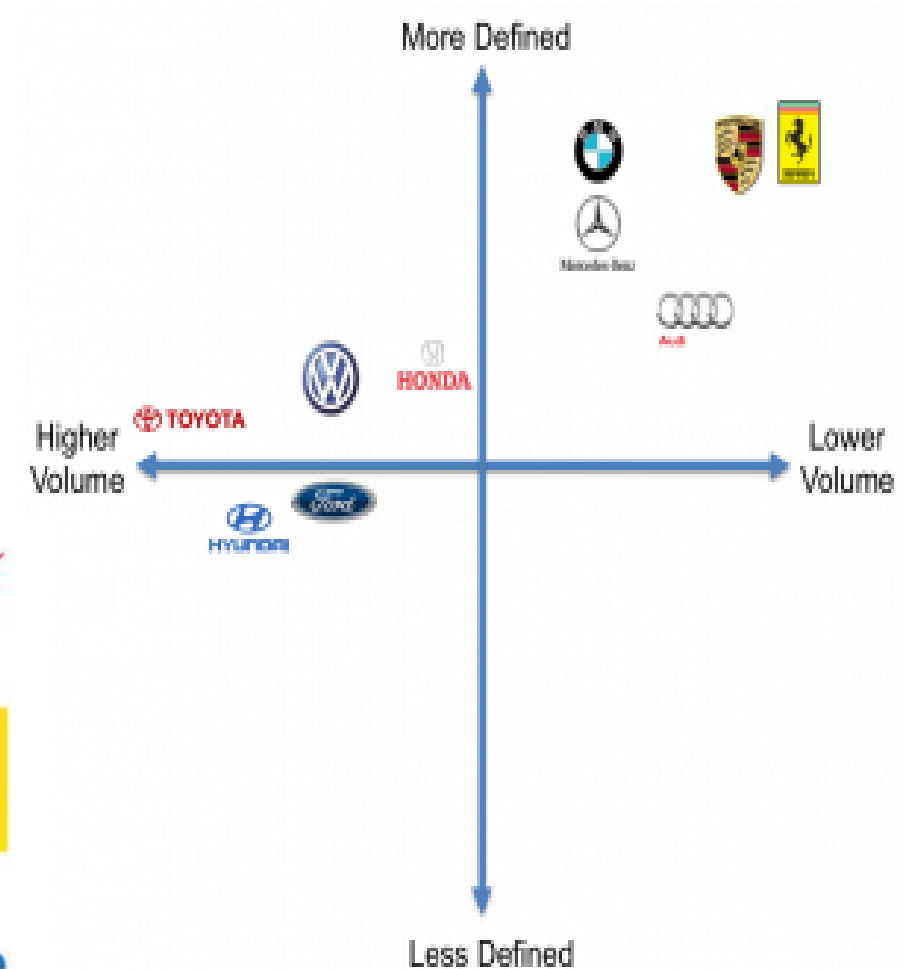 More Defined
Mercedes-Benz
Audi
HONDA
TOYOTA
Higher
Volume
Lower
Volume
Ford
HYUNDAI
Less Defined